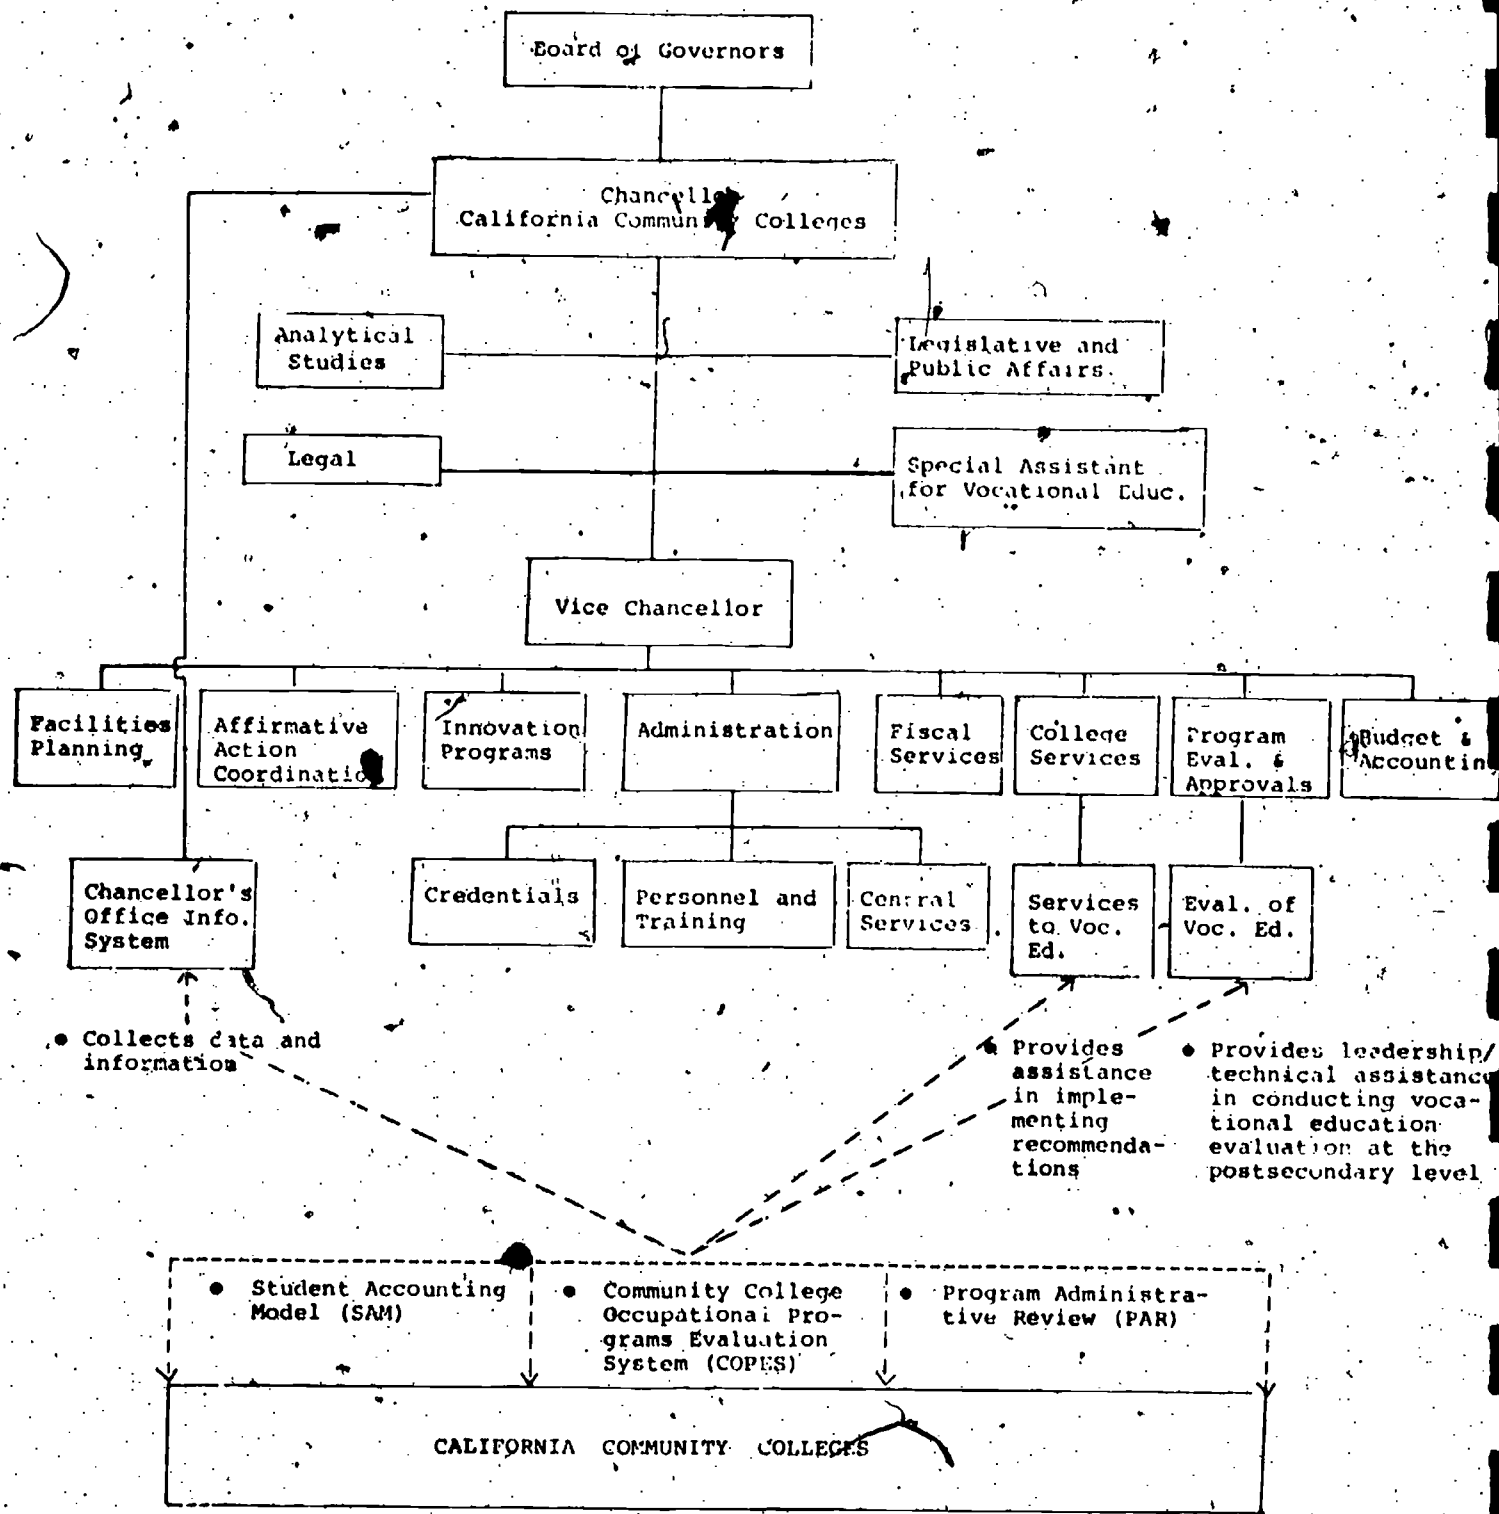 Board of Governors
Chancellor
California Community Colleges
Analytical
Studies
Legislative and
Public Affairs.
Legal
Special Assistant
for Vocational Educ.
Vice Chancellor
Facilities
Planning
Affirmative
Action
Coordination
Innovation
Programs
Administration
Fiscal
Services
College
Services
Program
Eval. &
Approvals
Budget &
Accountin
Chancellor's
Office Info.
System
Credentials
Personnel and
Training
Central
Services
Services
to Voc.
Ed.
Eval. of
Voc. Ed.
• Collects data and
information
• Provides
assistance
in imple-
menting
recommenda-
tions
• Provides leadership/
technical assistance
in conducting voca-
tional education
evaluation at the
postsecondary level
• Student Accounting
Model (SAM)
• Community College
Occupational Pro-
grams Evaluation
System (COPES)
• Program Administra-
tive Review (PAR)
CALIFORNIA COMMUNITY COLLEGES